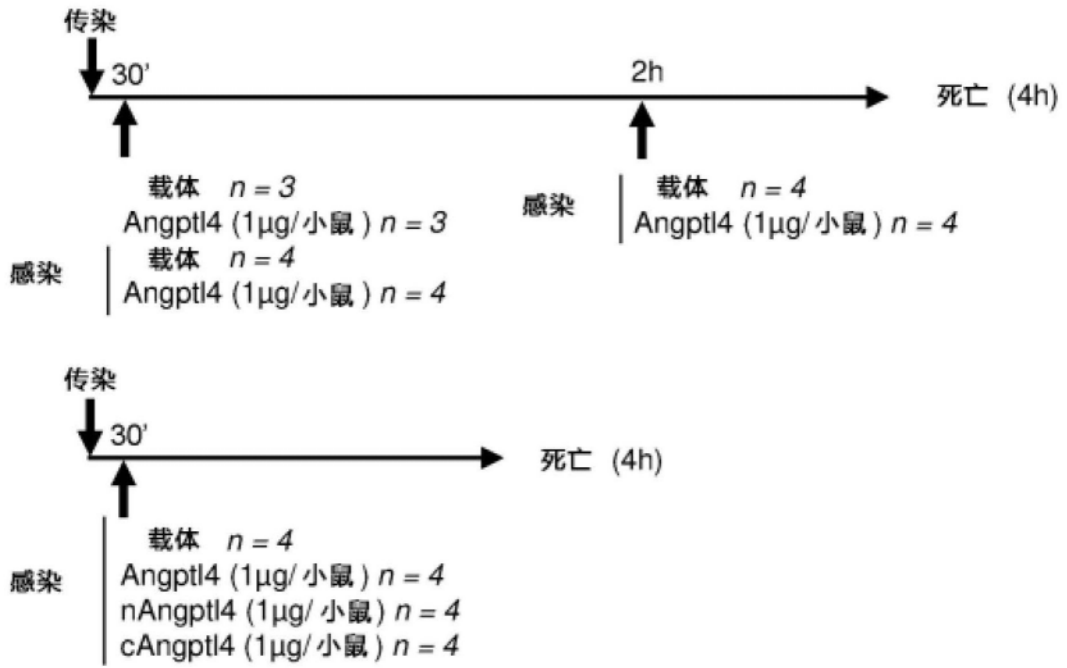 传染
30'
2h
死亡 (4h)
载体 n = 3
Angptl4 (1μg/小鼠) n = 3
感染
载体 n = 4
Angptl4 (1μg/小鼠) n = 4
感染
载体 n = 4
Angptl4 (1μg/小鼠) n = 4
传染
30'
死亡 (4h)
感染
载体 n = 4
Angptl4 (1μg/小鼠) n = 4
nAngptl4 (1μg/小鼠) n = 4
cAngptl4 (1μg/小鼠) n = 4